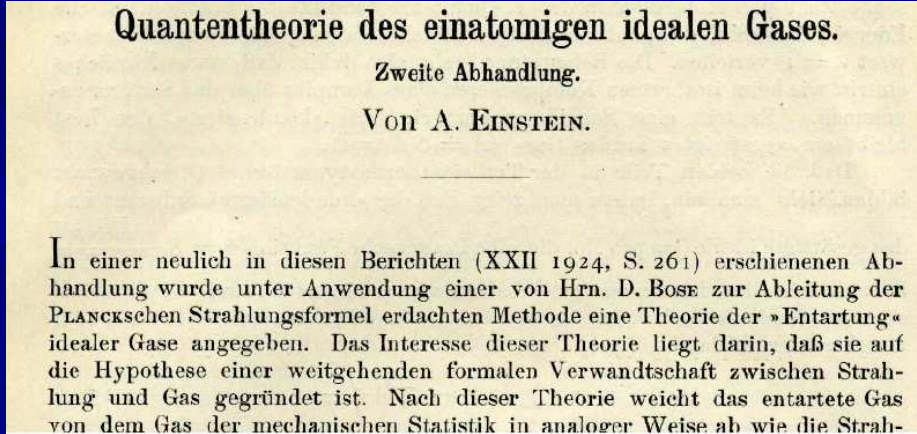 Quantentheorie des einatomigen idealen Gases.
Zweite Abhandlung.
Von A. EINSTEIN.
In einer neulich in diesen Berichten (XXII 1924, S. 261) erschienenen Ab-
handlung wurde unter Anwendung einer von Hrn. D. BOSE zur Ableitung der
PLANCKschen Strahlungsformel erdachten Methode eine Theorie der »Entartung«
idealer Gase angegeben. Das Interesse dieser Theorie liegt darin, daß sie auf
die Hypothese einer weitgehenden formalen Verwandtschaft zwischen Strah-
lung und Gas gegründet ist. Nach dieser Theorie weicht das entartete Gas
von dem Gas der mechanischen Statistik in analoger Weise ab wie die Strah-